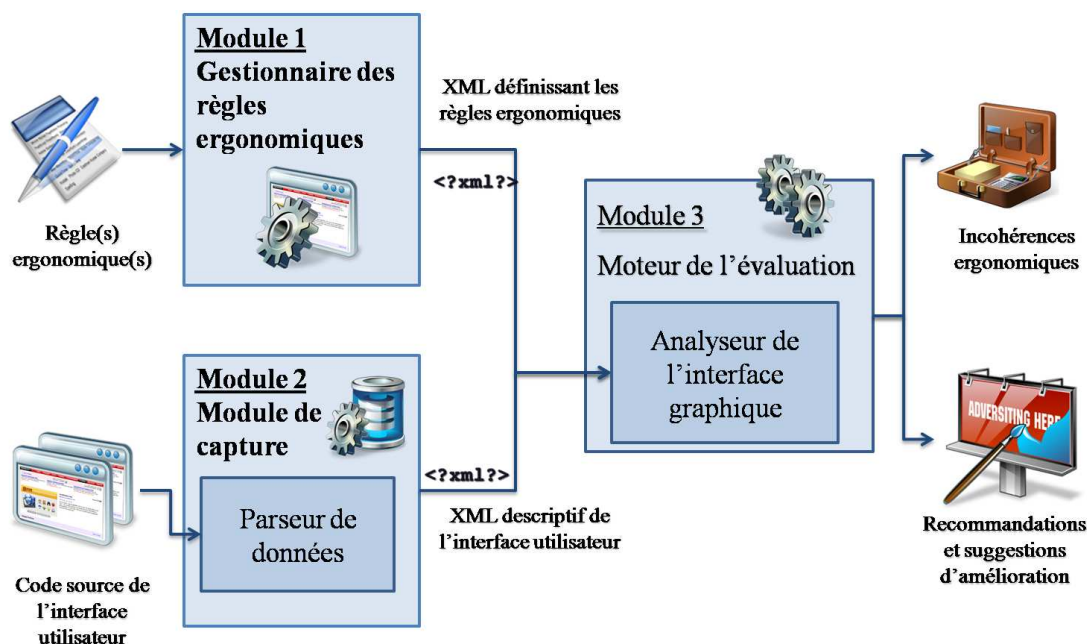 Module 1
Gestionnaire des
règles
ergonomiques
Règle(s)
ergonomique(s)
XML définissant les
règles ergonomiques
<?xml?>
Module 2
Module de
capture
Parseur de
données
Code source de
l'interface
utilisateur
<?xml?>
XML descriptif de
l'interface utilisateur
Module 3
Moteur de l'évaluation
Analyseur de
l'interface
graphique
Incohérences
ergonomiques
ADVERSITING HERE
Recommandations
et suggestions
d'amélioration